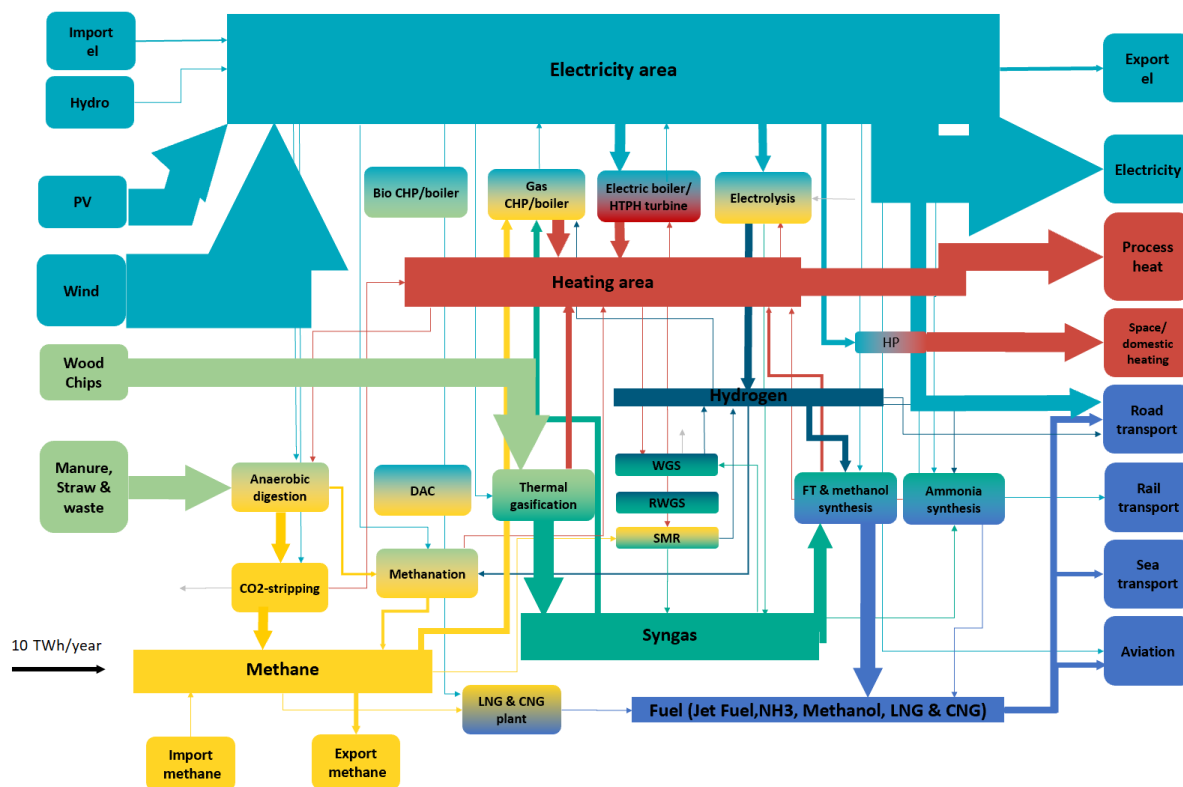 Import
el
Electricity area
Export
el
Hydro
Bio CHP/boiler
Gas
CHP/boiler
Electric boiler/
HTPH turbine
Electrolysis
Electricity
PV
Process
heat
Wind
Heating area
HP
Space/
domestic
heating
Wood
Chips
Hydrogen
Road
transport
Manure,
Straw &
waste
Anaerobic
digestion
DAC
Thermal
gasification
WGS
RWGS
SMR
FT & methanol
synthesis
Ammonia
synthesis
Rail
transport
CO2-stripping
Methanation
Sea
transport
10 TWh/year
Methane
Syngas
Aviation
LNG & CNG
plant
Fuel (Jet Fuel,NH3, Methanol, LNG & CNG)
Import
methane
Export
methane